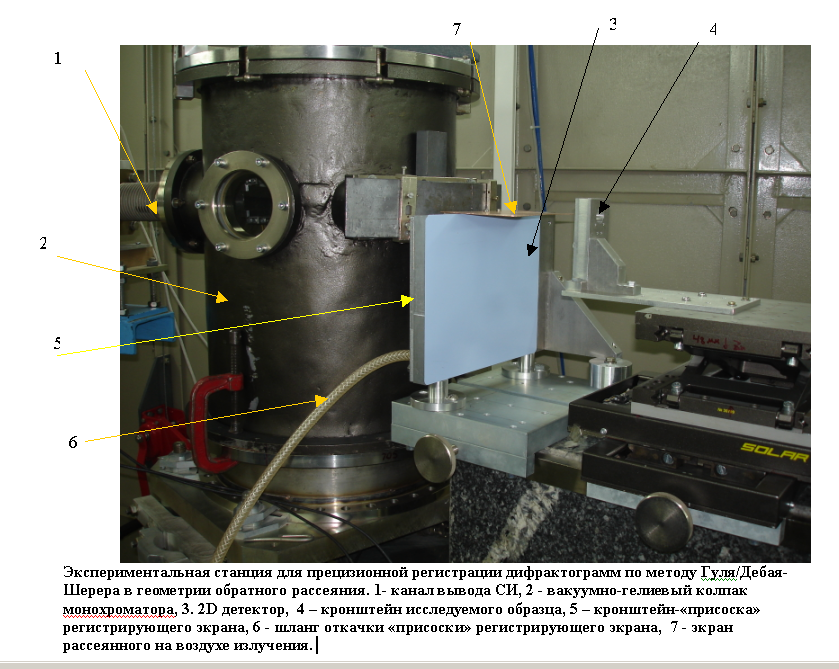 7
3
4
1
2
5
6
SOLAR
Экспериментальная станция для прецизионной регистрации дифрактограмм по методу Гуля/Дебая-
Шерера в геометрии обратного рассеяния. 1- канал вывода СИ, 2 - вакуумно-гелиевый колпак
монохроматора, 3. 2D детектор, 4 – кронштейн исследуемого образца, 5 – кронштейн-«присоска»
регистрирующего экрана, 6 - шланг откачки «присоски» регистрирующего экрана, 7 - экран
рассеянного на воздухе излучения.